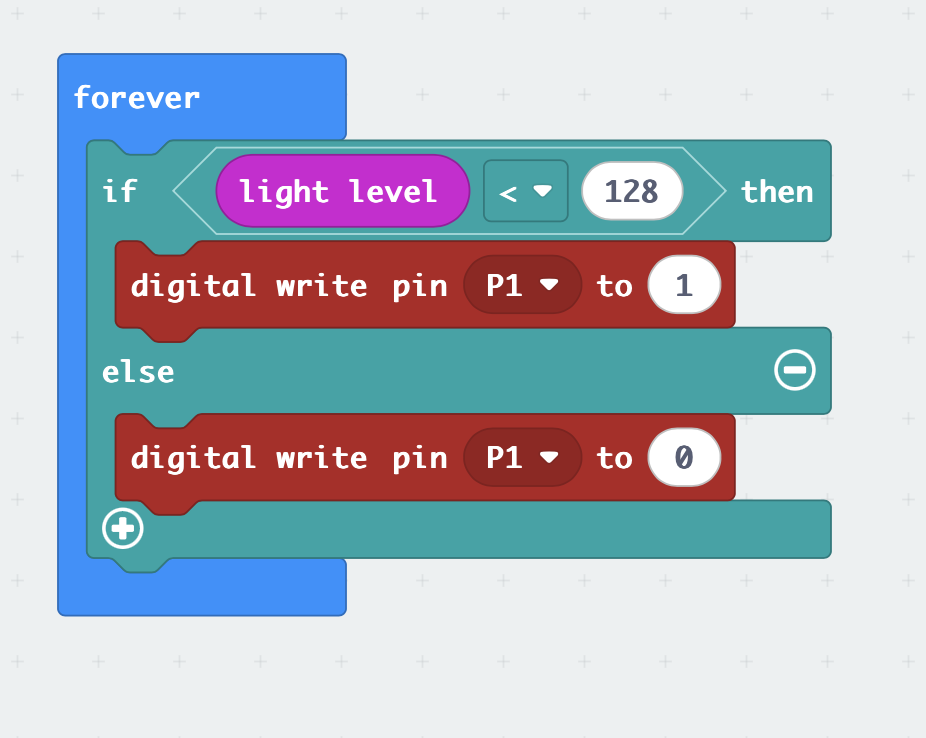 forever
if light level < 128 then
digital write pin P1 to 1
else
digital write pin P1 to 0